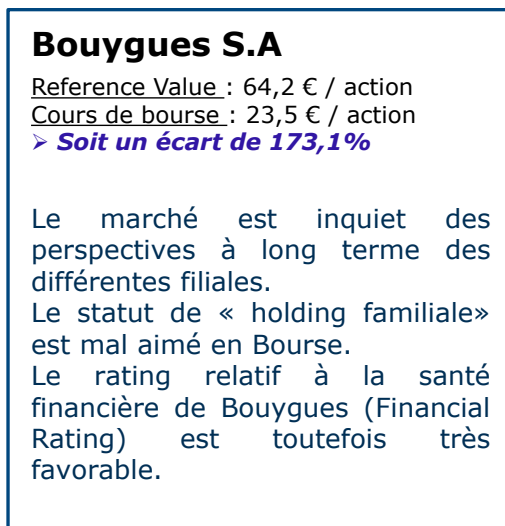 Bouygues S.A
Reference Value : 64,2 € / action
Cours de bourse : 23,5 € / action
➢ Soit un écart de 173,1%
Le marché est inquiet des
perspectives à long terme des
différentes filiales.
Le statut de « holding familiale»
est mal aimé en Bourse.
Le rating relatif à la santé
financière de Bouygues (Financial
Rating) est toutefois très
favorable.